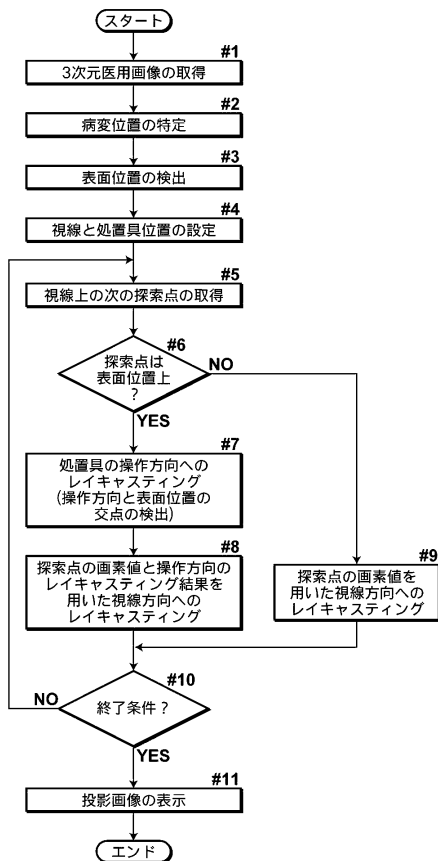 スタート
#1
3次元医用画像の取得
#2
病変位置の特定
#3
表面位置の検出
#4
視線と処置具位置の設定
#5
視線上の次の探索点の取得
#6
探索点は
表面位置上
?
NO
YES
#7
処置具の操作方向への
レイキャスティング
(操作方向と表面位置の
交点の検出)
#8
探索点の画素値と操作方向の
レイキャスティング結果を
用いた視線方向への
レイキャスティング
#9
探索点の画素値を
用いた視線方向への
レイキャスティング
#10
NO
終了条件?
YES
#11
投影画像の表示
エンド